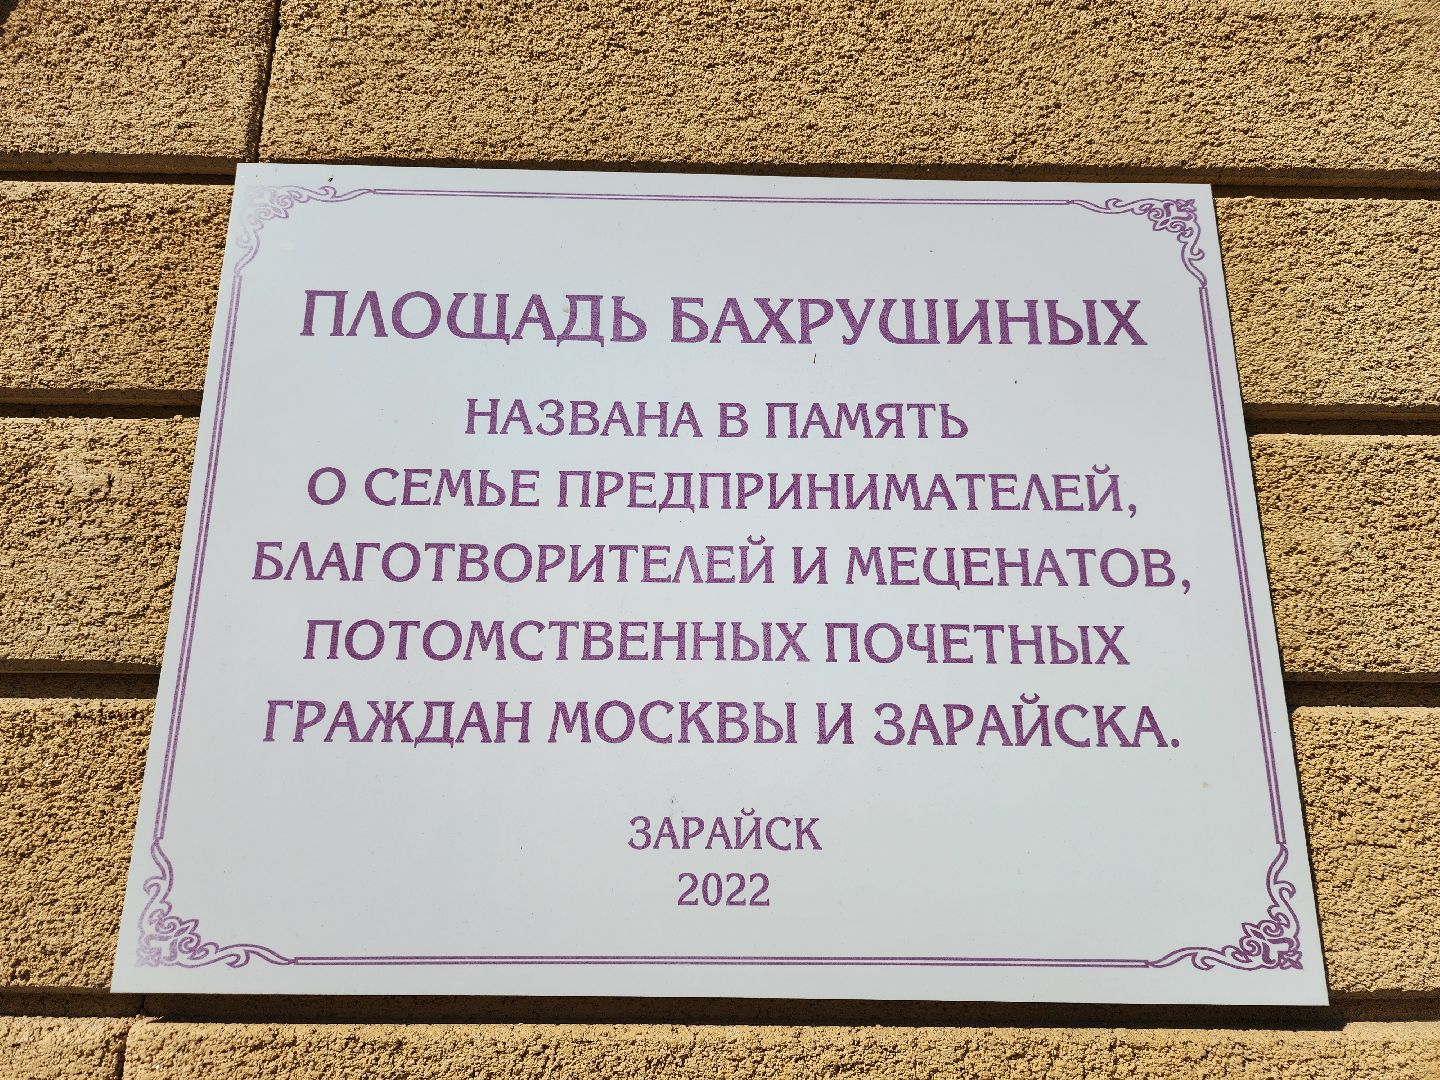 ПЛОЩАДЬ БАХРУШИНЫХ
НАЗВАНА В ПАМЯТЬ
О СЕМЬЕ ПРЕДПРИНИМАТЕЛЕЙ,
БЛАГОТВОРИТЕЛЕЙ И МЕЦЕНАТОВ,
ПОТОМСТВЕННЫХ ПОЧЕТНЫХ
ГРАЖДАН МОСКВЫ И ЗАРАЙСКА.
ЗАРАЙСК
2022